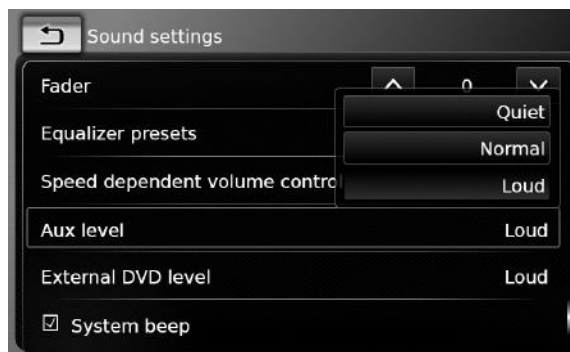 Sound settings
Fader 0
Quiet
Equalizer presets
Normal
Speed dependent volume contro
Loud
Aux level Loud
External DVD level Loud
System beep